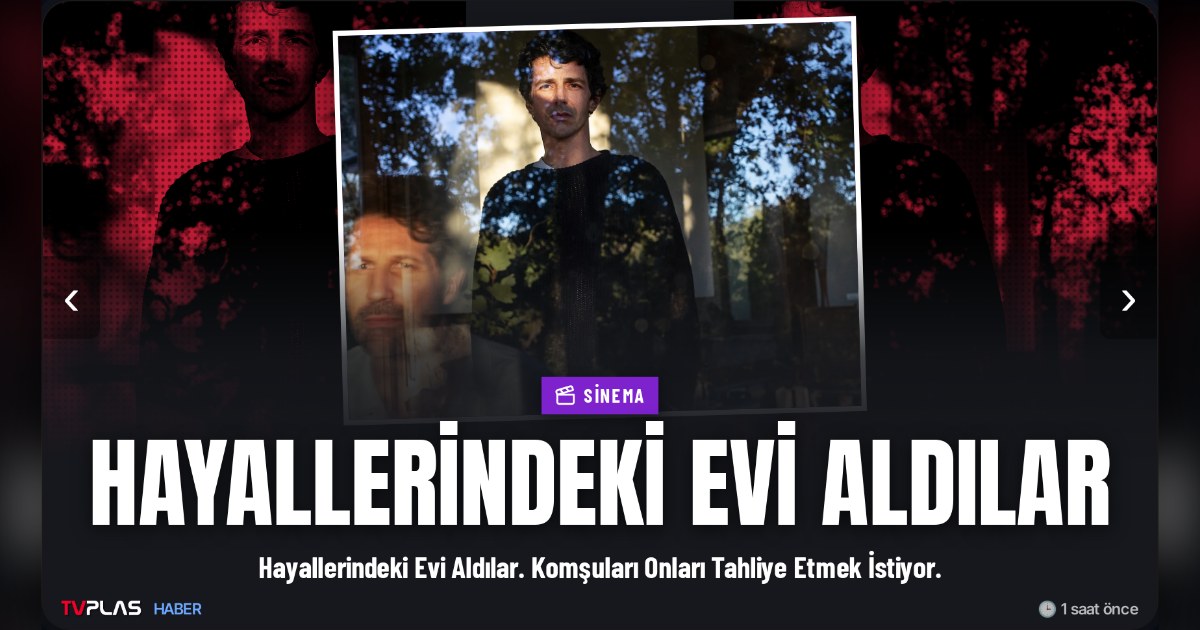 SİNEMA
HAYALLERİNDEKİ EVİ ALDILAR
Hayallerindeki Evi Aldılar. Komşuları Onları Tahliye Etmek İstiyor.
TVPLAS HABER
1 saat önce